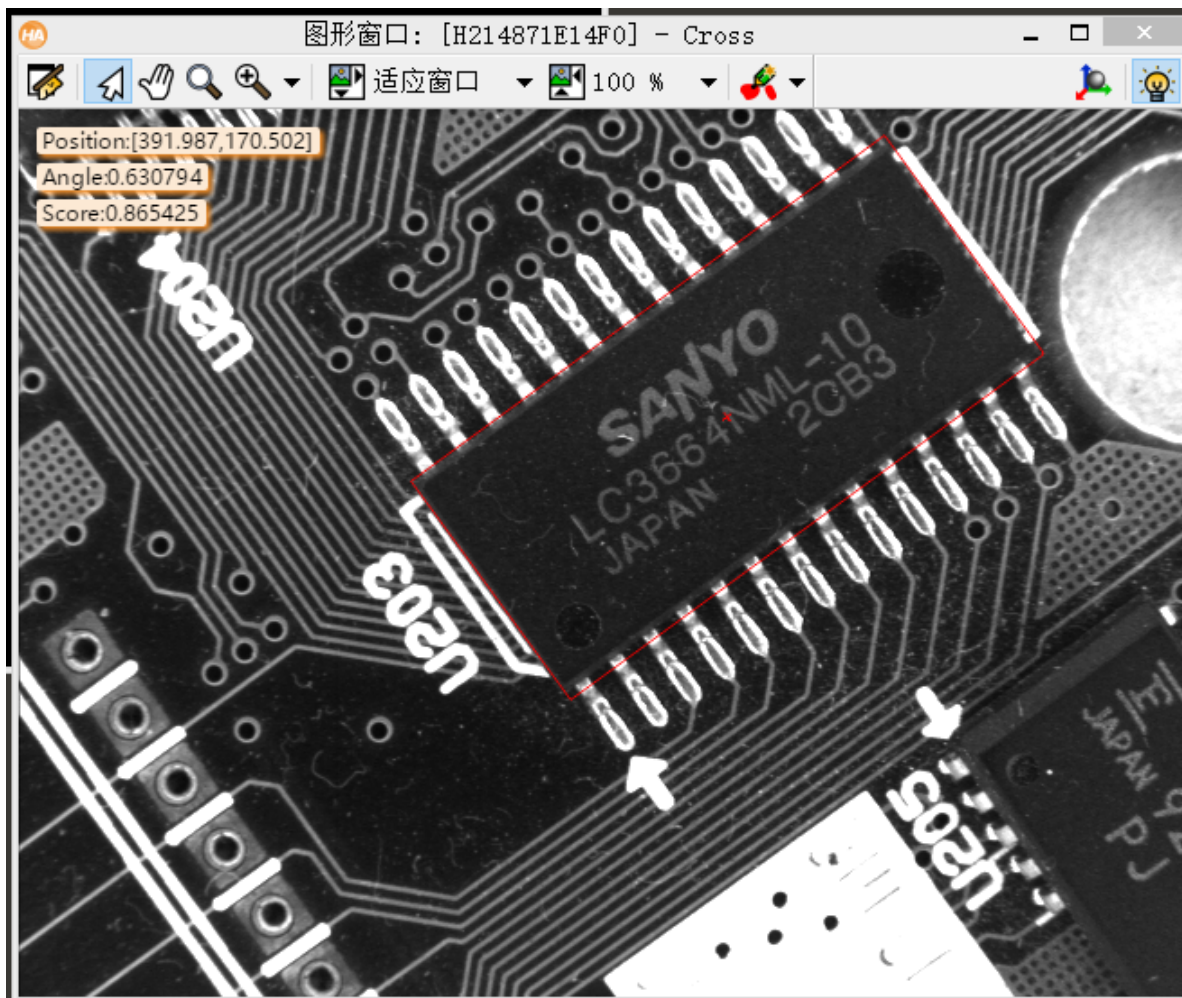 HA
图形窗口: [H214871E14F0] - Cross
适应窗口
100 %
Position:[391.987,170.502]
Angle:0.630794
Score:0.865425
U204
SANYO
LC3664NML-10
2CB3
JAPAN
U203
JAPAN
PJ
U205